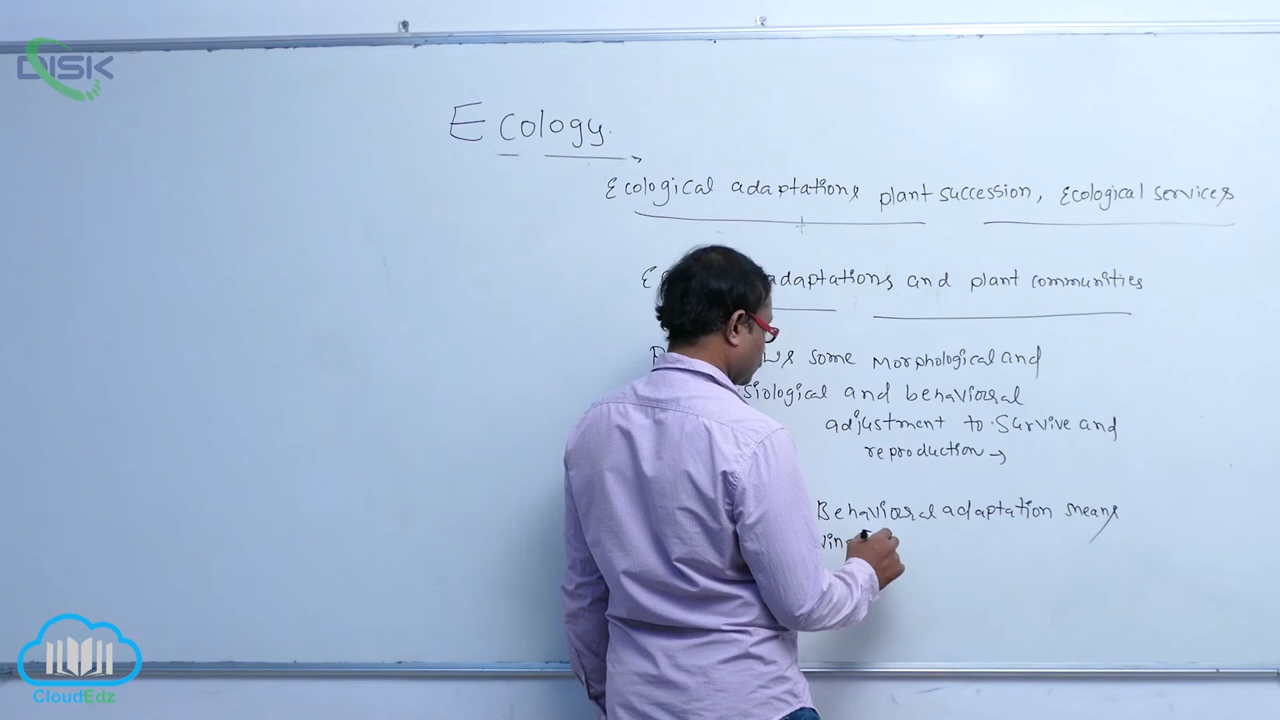 DISK
Ecology.
Ecological adaptations plant succession, Ecological services
adaptations and plant communities
some Morphological and
and behavioral
adjustment to survive and
reproduction →
Behavioral adaptation means
CloudEdz